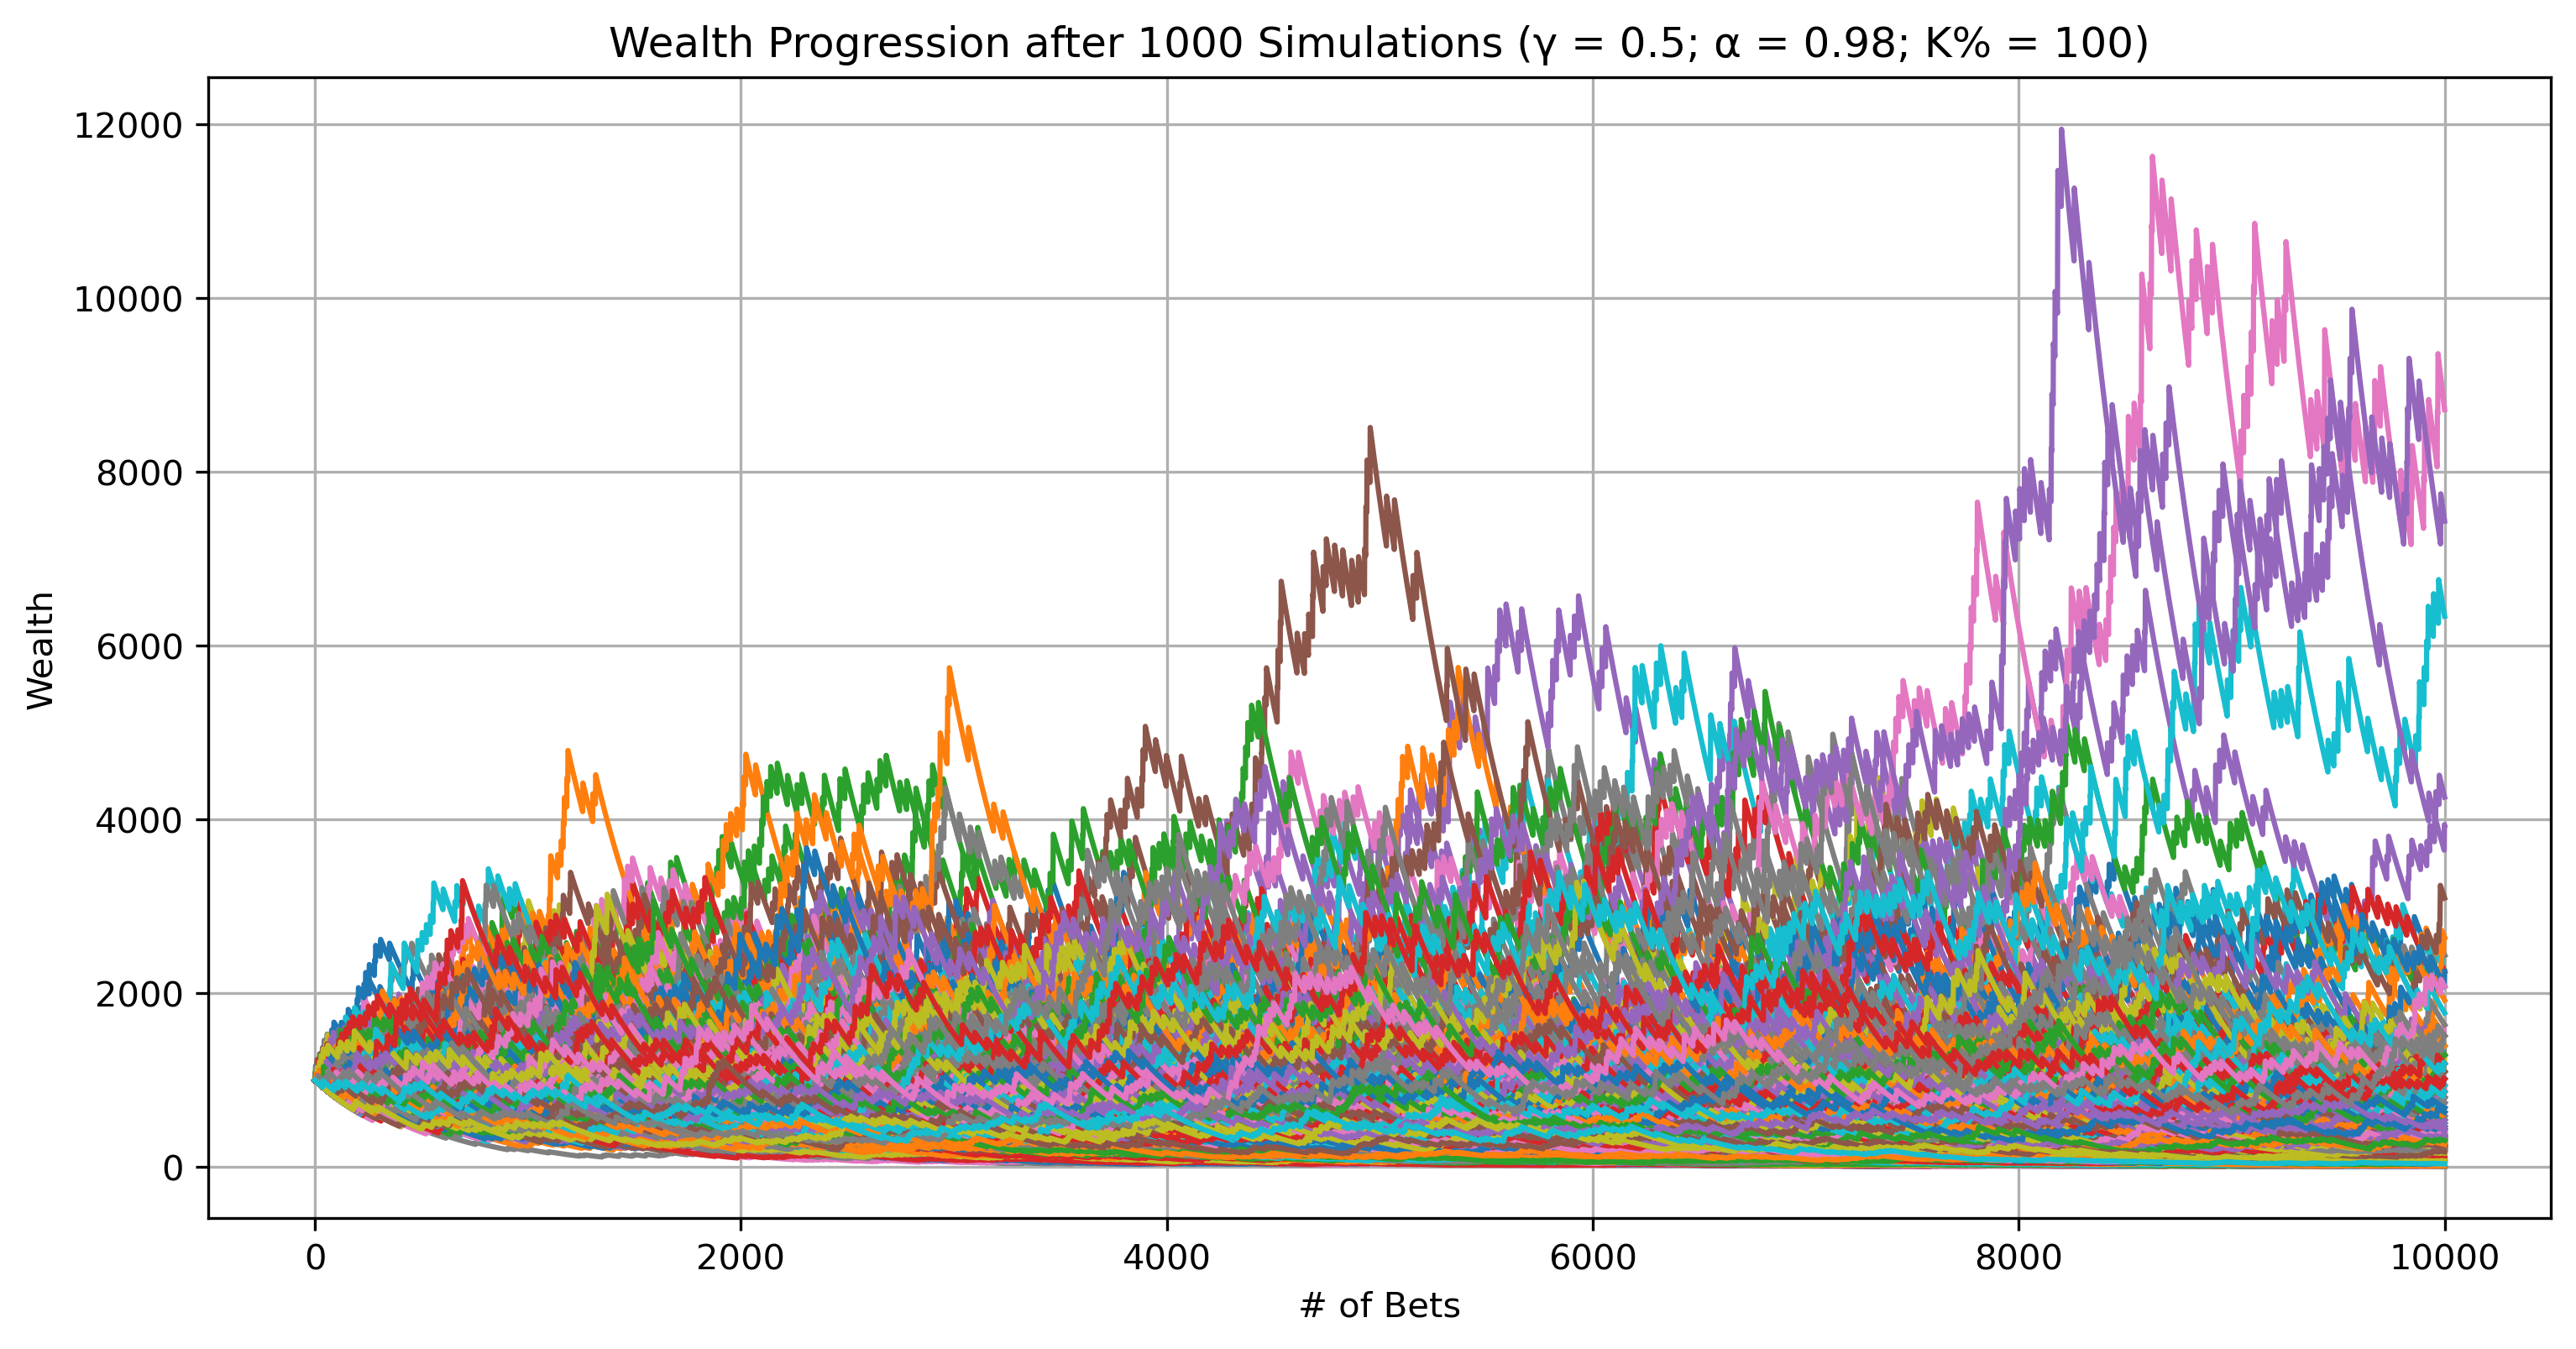 Wealth Progression after 1000 Simulations (γ = 0.5; α = 0.98; K% = 100)
12000
10000
8000
6000
4000
2000
0
Wealth
0 2000 4000 6000 8000 10000
# of Bets